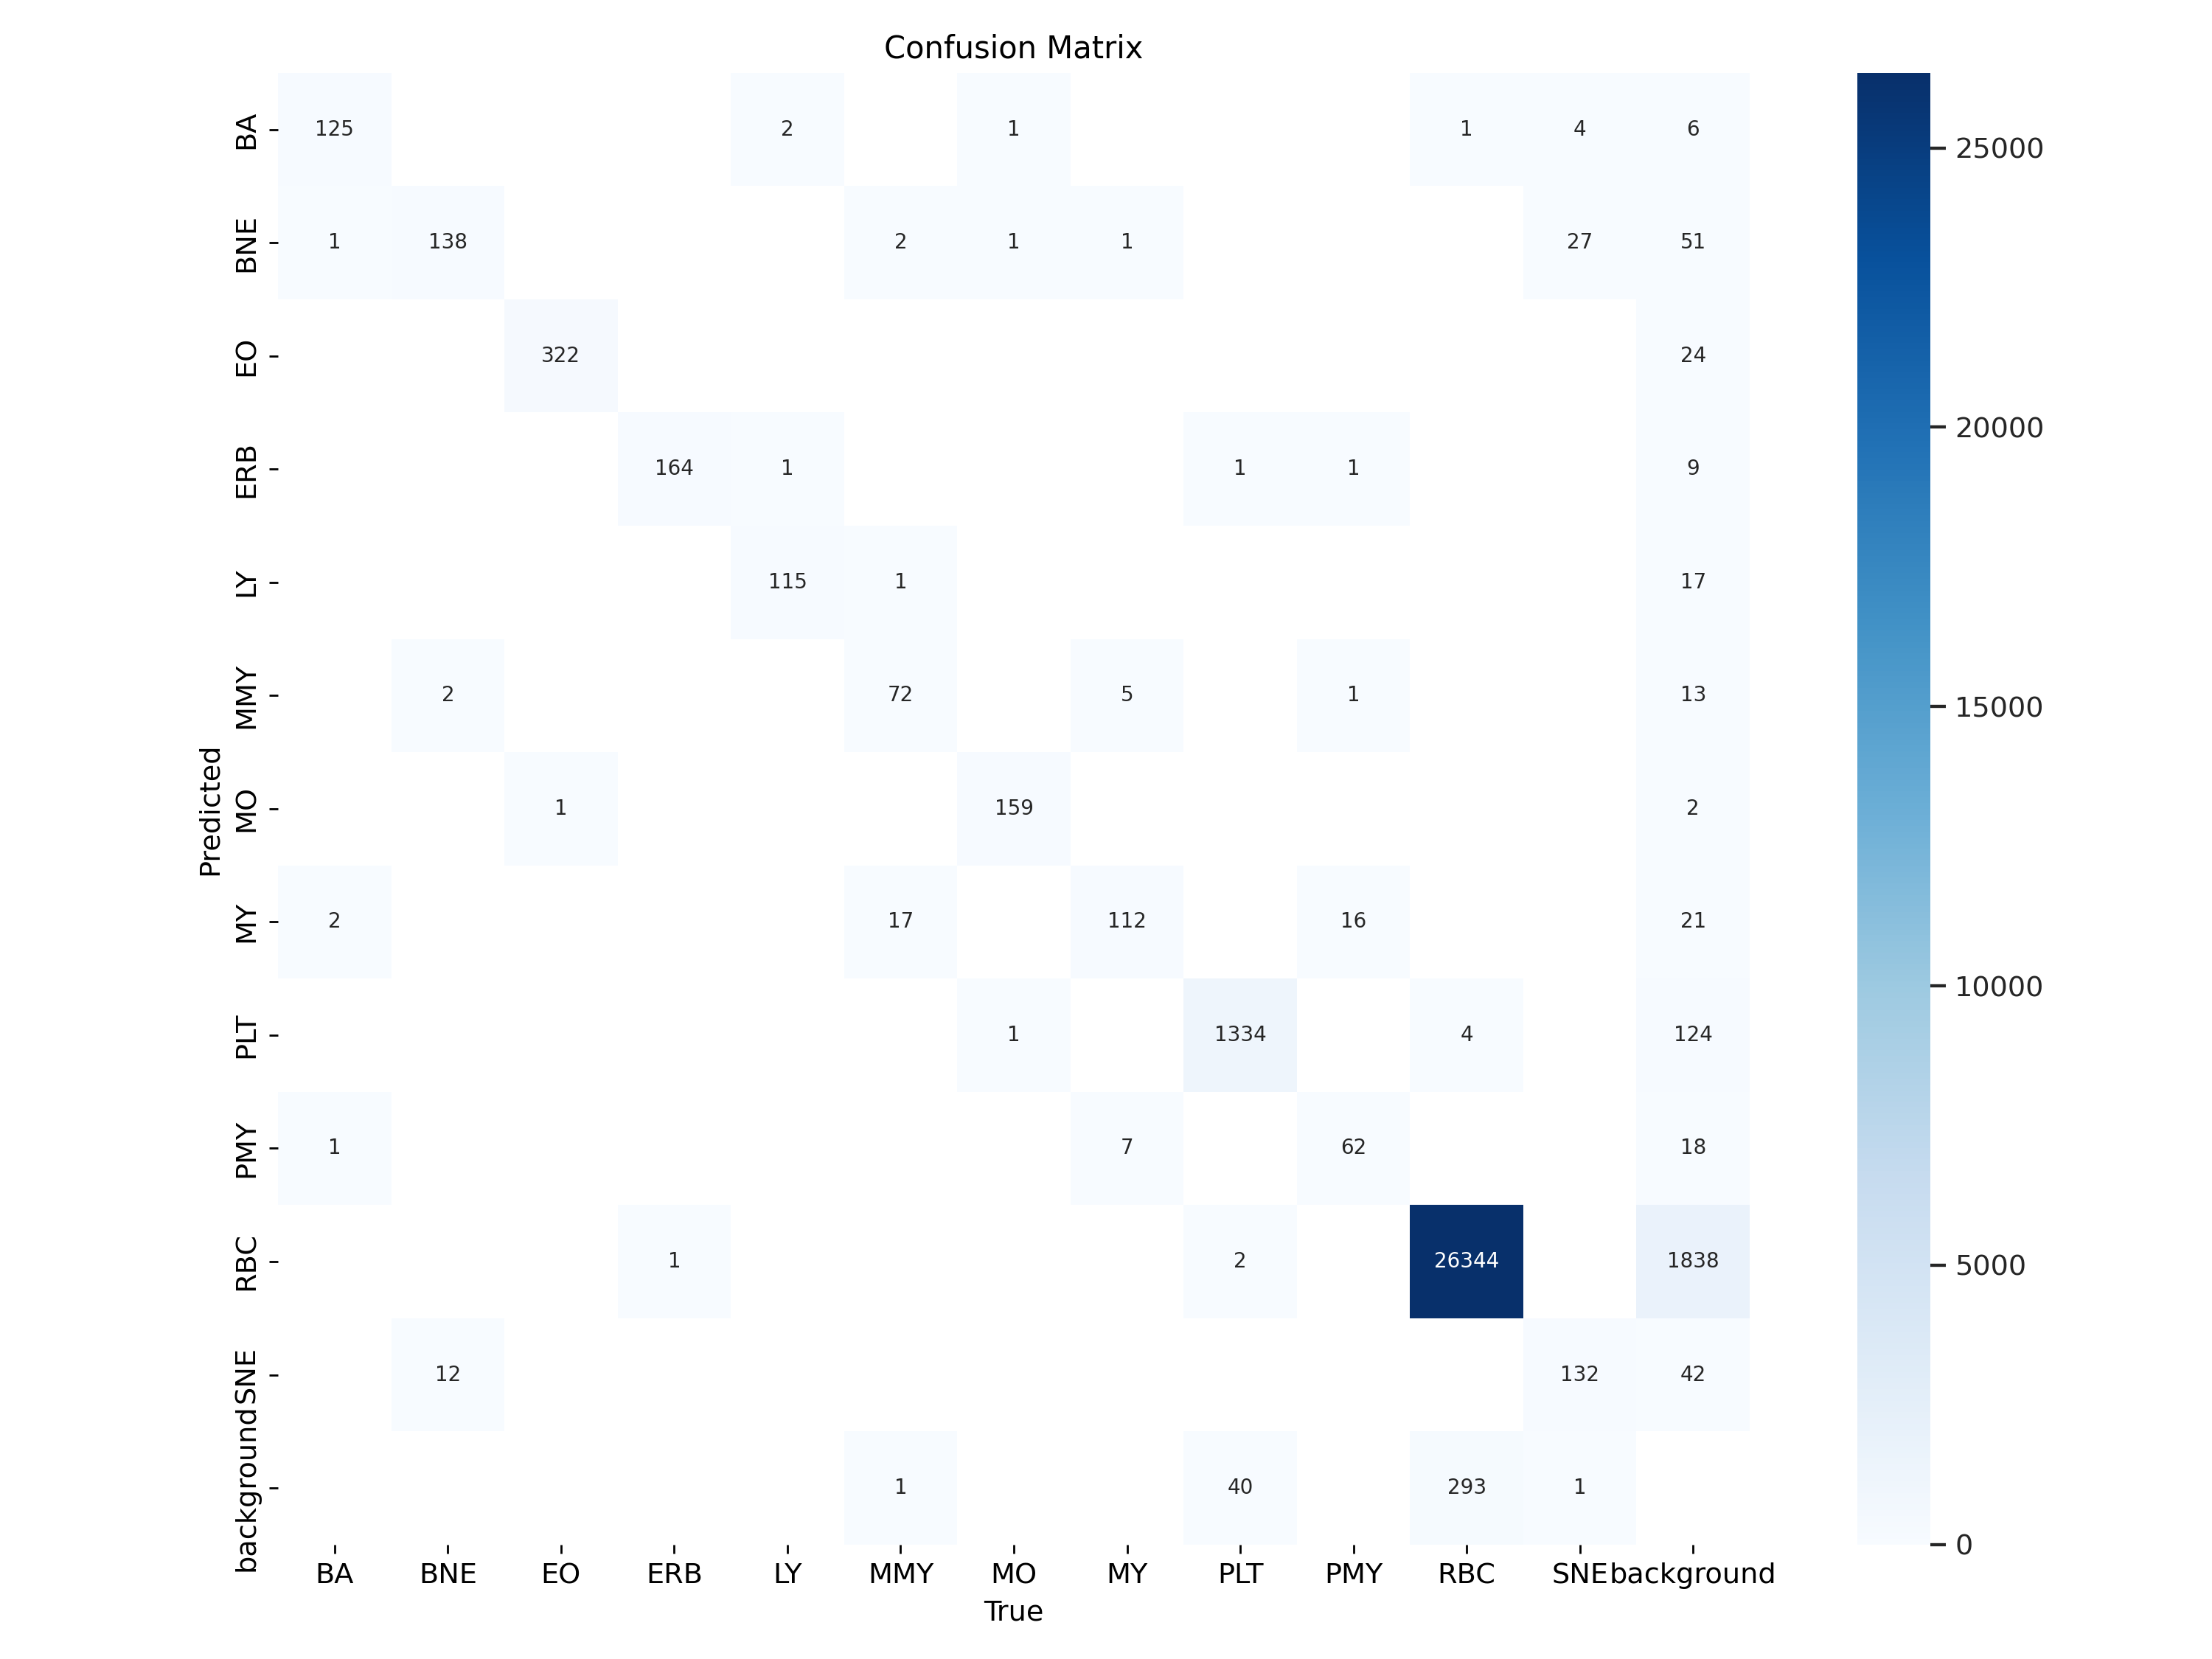 Confusion Matrix
BA 125 2 1 1 4 6
BNE 1 138 2 1 1 27 51
EO 322 24
ERB 164 1 1 1 9
LY 115 1 17
MMY 2 72 5 1 13
MO 1 159 2
MY 2 17 112 16 21
PLT 1 1334 4 124
PMY 1 7 62 18
RBC 1 2 26344 1838
SNE 12 132 42
background 1 40 293 1
BA BNE EO ERB LY MMY MO MY PLT PMY RBC SNE background
True
Predicted
25000
20000
15000
10000
5000
0